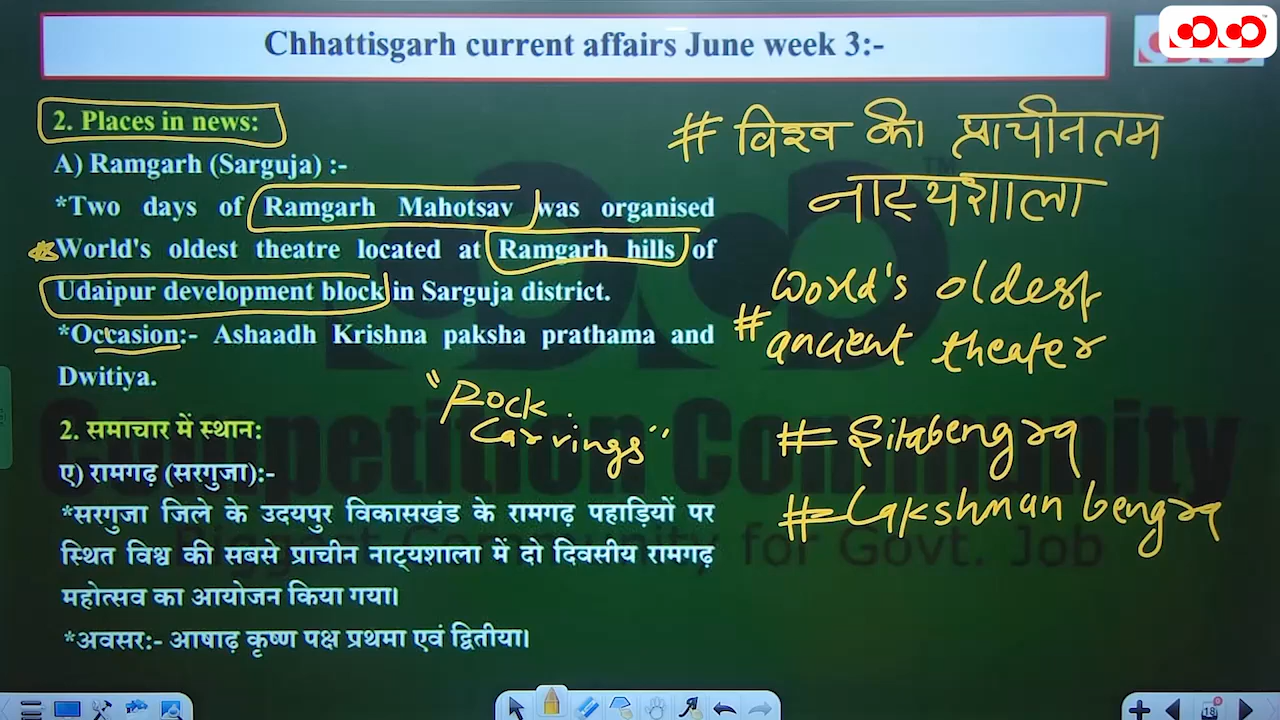 Chhattisgarh current affairs June week 3:-
2. Places in news:
A) Ramgarh (Sarguja) :-
*Two days of Ramgarh Mahotsav was organised
World's oldest theatre located at Ramgarh hills of
Udaipur development block in Sarguja district.
*Occasion:- Ashaadh Krishna paksha prathama and
Dwitiya.
"Rock
Carvings"
2. समाचार में स्थान:
ए) रामगढ़ (सरगुजा):-
*सरगुजा जिले के उदयपुर विकासखंड के रामगढ़ पहाड़ियों पर
स्थित विश्व की सबसे प्राचीन नाट्यशाला में दो दिवसीय रामगढ़
महोत्सव का आयोजन किया गया।
*अवसर:- आषाढ़ कृष्ण पक्ष प्रथमा एवं द्वितीया।
# विश्व की प्राचीनतम
नाट्यशाला
World's oldest
# ancient theater
# Sitabengra
# Lakshman bengra
Competition Community
Biggest Community for Govt. Job
18